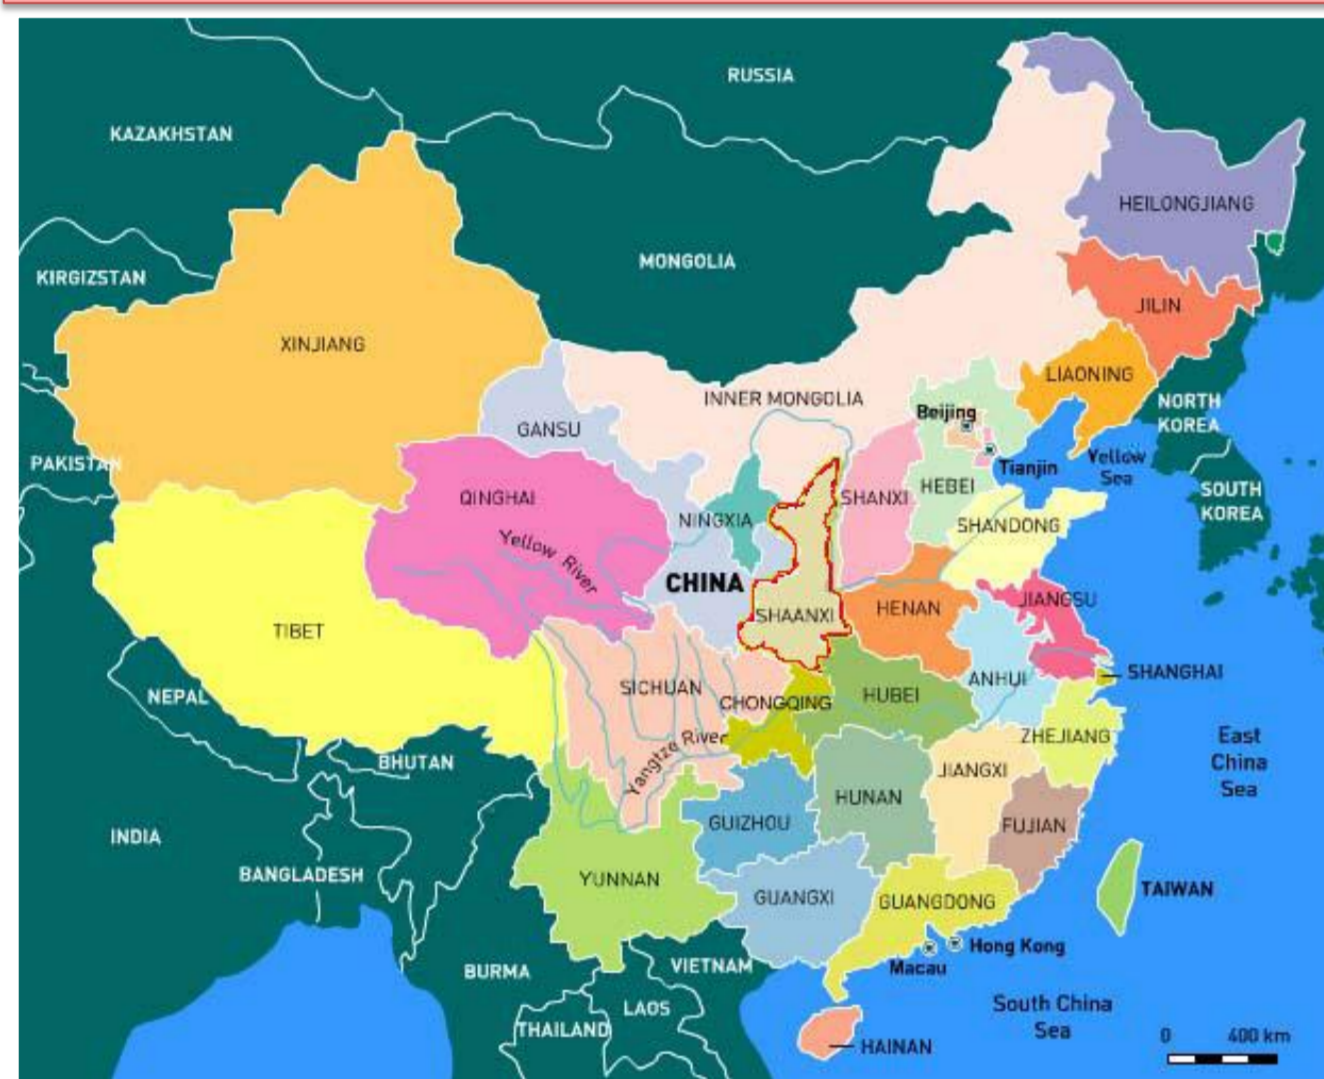 RUSSIA
KAZAKHSTAN
HEILONGJIANG
MONGOLIA
KIRGIZSTAN
JILIN
XINJIANG
LIAONING
INNER MONGOLIA
NORTH
KOREA
Beijing
GANSU
Yellow
Sea
Tianjin
PAKISTAN
HEBEI
SHANXI
QINGHAI
SOUTH
KOREA
NINGXIA
SHANDONG
Yellow River
CHINA
JIANGSU
HENAN
SHAANXI
TIBET
SHANGHAI
ANHUI
SICHUAN
HUBEI
NEPAL
CHONGQING
ZHEJIANG
East
China
Sea
Yangtze River
BHUTAN
JIANGXI
HUNAN
GUIZHOU
FUJIAN
INDIA
BANGLADESH
YUNNAN
TAIWAN
GUANGXI
GUANGDONG
Hong Kong
Macau
VIETNAM
BURMA
LAOS
South China
Sea
THAILAND
HAINAN
0 400 km